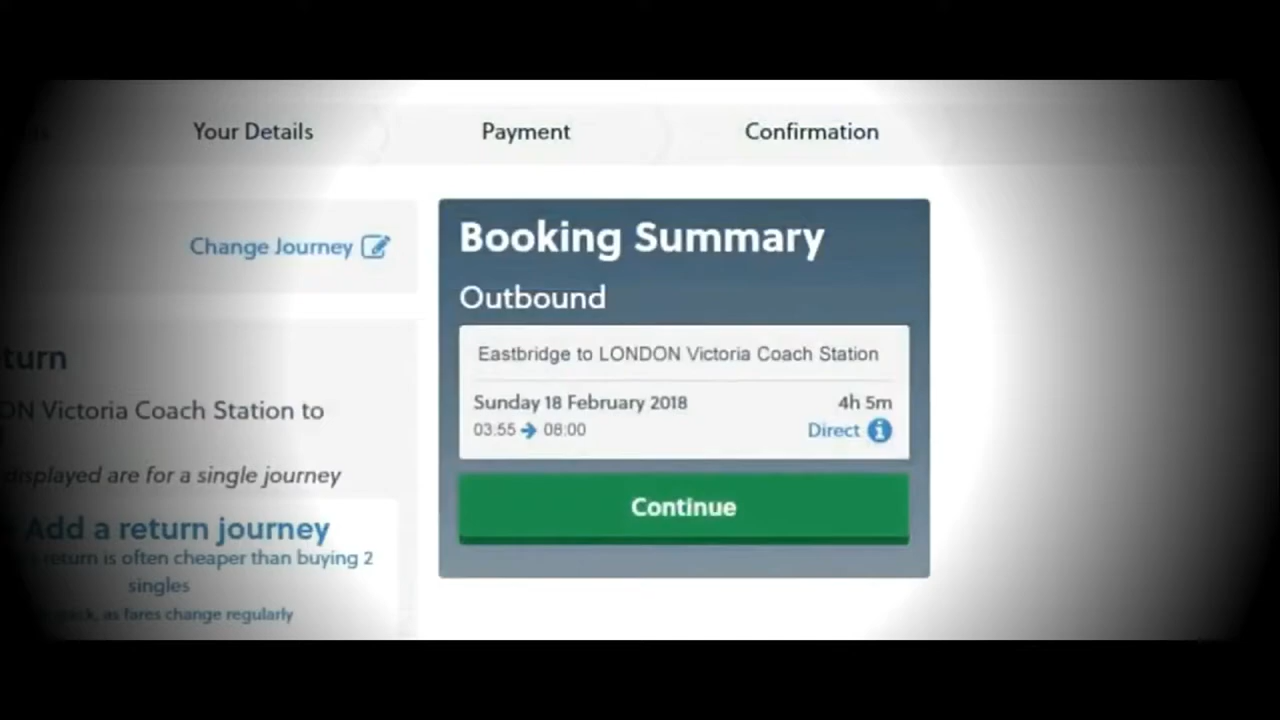 Your Details
Payment
Confirmation
Change Journey
Booking Summary
Outbound
Eastbridge to LONDON Victoria Coach Station
Sunday 18 February 2018
4h 5m
03:55
08:00
Direct
Continue
Victoria Coach Station to
displayed are for a single journey
Add a return journey
return is often cheaper than buying 2
singles
as fares change regularly